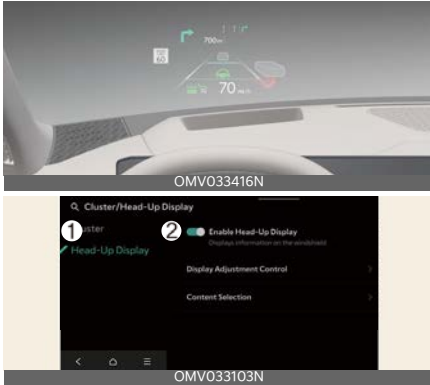 700m
60
70
OMV033416N
Cluster/Head-Up Display
1
2
Enable Head-Up Display
Displays information on the windshield
Head-Up Display
Display Adjustment Control
Content Selection
OMV033103N